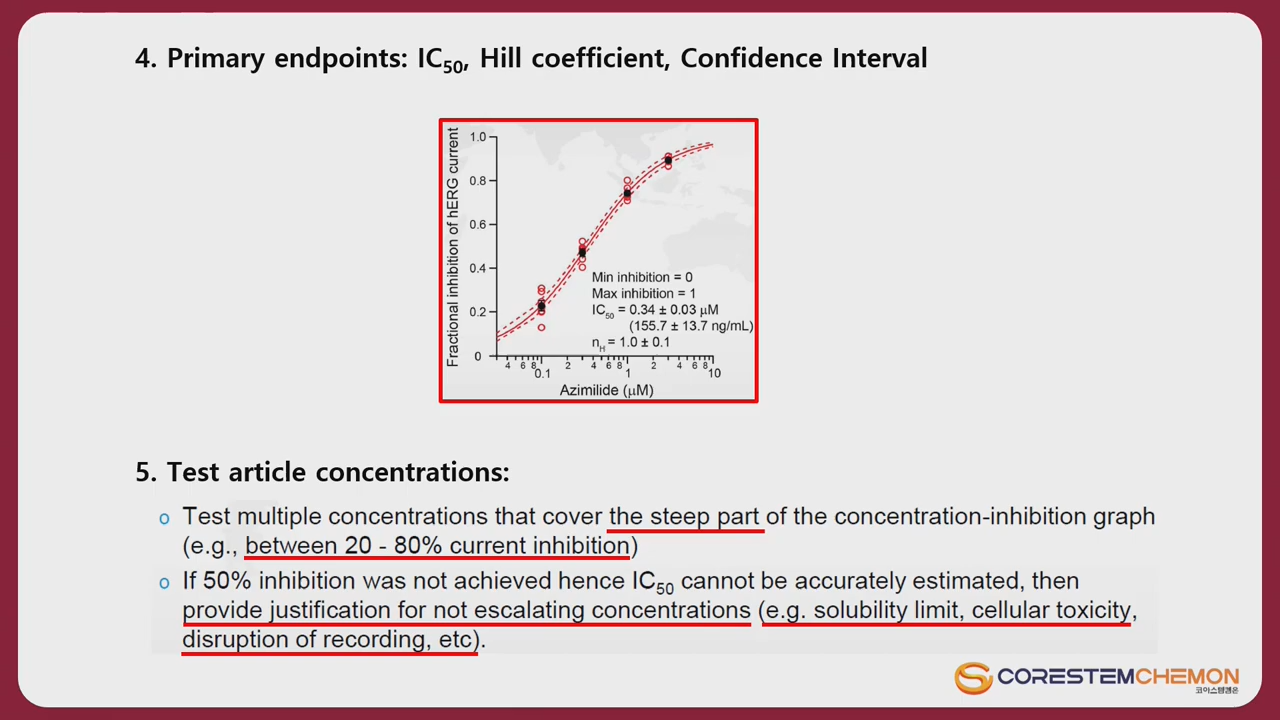 4. Primary endpoints: IC50, Hill coefficient, Confidence Interval
Fractional inhibition of hERG current
1.0
0.8
0.6
0.4
0.2
0
Min inhibition = 0
Max inhibition = 1
IC50 = 0.34 ± 0.03 μM
(155.7 ± 13.7 ng/mL)
nH = 1.0 ± 0.1
4 6 8 2 4 6 8 2 4 6 8
0.1 1 10
Azimilide (μM)
5. Test article concentrations:
o Test multiple concentrations that cover the steep part of the concentration-inhibition graph
(e.g., between 20 - 80% current inhibition)
o If 50% inhibition was not achieved hence IC50 cannot be accurately estimated, then
provide justification for not escalating concentrations (e.g. solubility limit, cellular toxicity,
disruption of recording, etc).
CORESTEMCHEMON
코아스템켐온